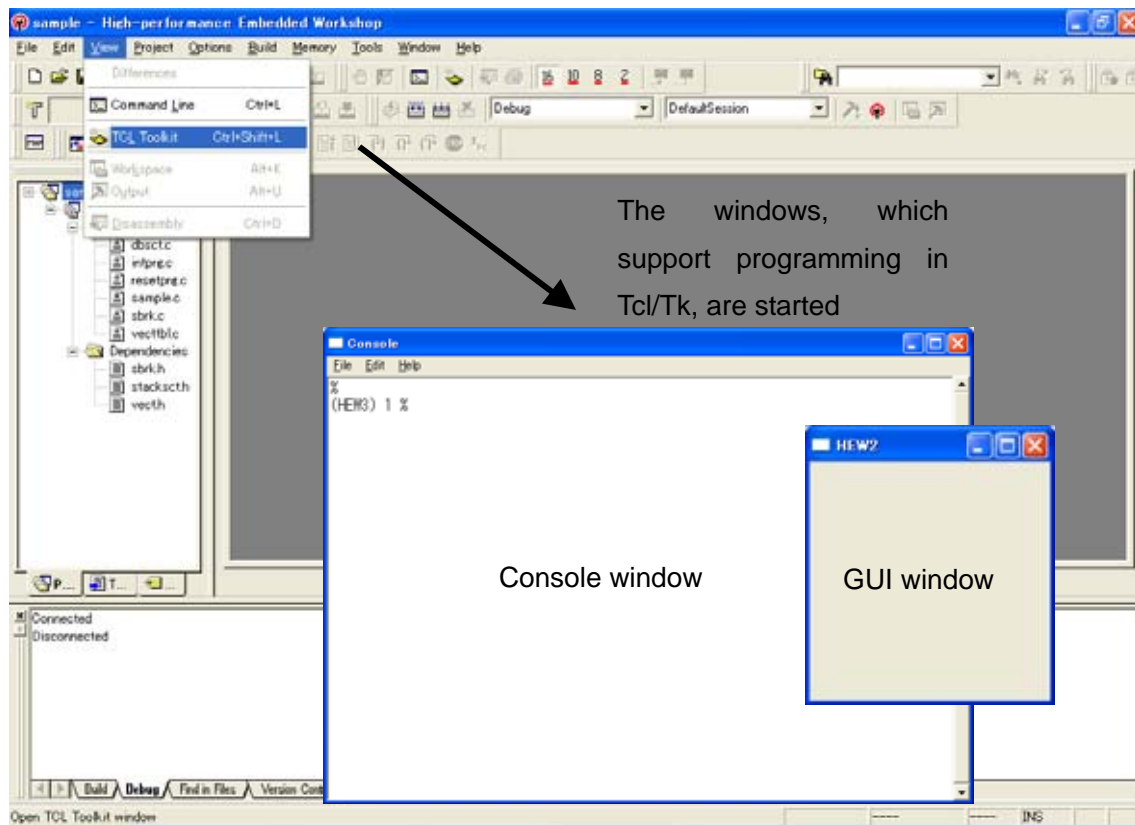 sample - High-performance Embedded Workshop
File Edit View Project Options Build Memory Tools Window Help
Differences
16 10 8 2
Command Line Ctrl+L
Debug DefaultSession
TCL Toolkit Ctrl+Shift+L
Workspace Alt+K
Output Alt+U
Disassembly Ctrl+D
dbsct.c
intprg.c
resetprg.c
sample.c
sbrk.c
vecttbl.c
Dependencies
sbrk.h
stacksct.h
vect.h
The windows, which
support programming in
Tcl/Tk, are started
Console
File Edit Help
%
(HEW3) 1 %
HEW2
Console window
GUI window
P... T...
Connected
Disconnected
Build Debug Find in Files Version Cont
Open TCL Toolkit window
INS